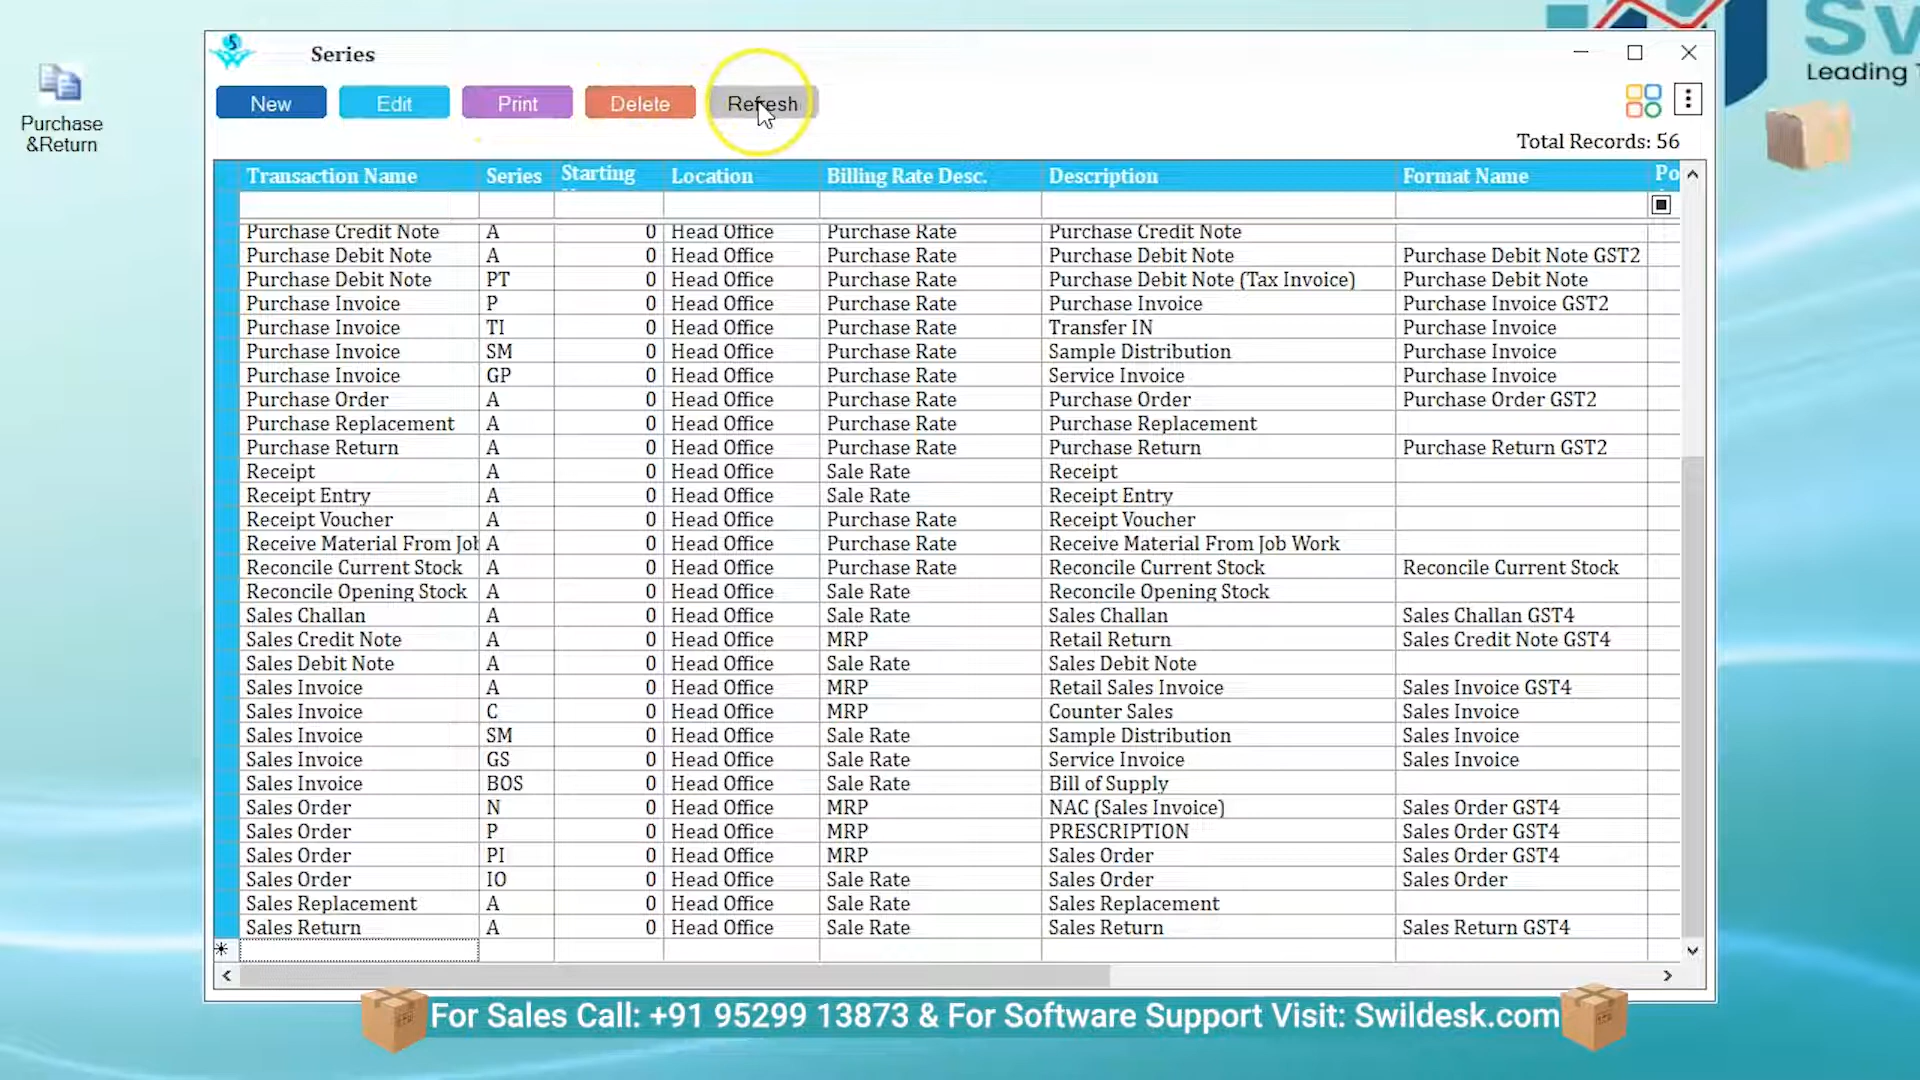 Sw
Leading T
Purchase
&Return
Series
New Edit Print Delete Refresh
Total Records: 56
Transaction Name Series Starting Location Billing Rate Desc. Description Format Name Po
Purchase Credit Note A 0 Head Office Purchase Rate Purchase Credit Note
Purchase Debit Note A 0 Head Office Purchase Rate Purchase Debit Note Purchase Debit Note GST2
Purchase Debit Note PT 0 Head Office Purchase Rate Purchase Debit Note (Tax Invoice) Purchase Debit Note
Purchase Invoice P 0 Head Office Purchase Rate Purchase Invoice Purchase Invoice GST2
Purchase Invoice TI 0 Head Office Purchase Rate Transfer IN Purchase Invoice
Purchase Invoice SM 0 Head Office Purchase Rate Sample Distribution Purchase Invoice
Purchase Invoice GP 0 Head Office Purchase Rate Service Invoice Purchase Invoice
Purchase Order A 0 Head Office Purchase Rate Purchase Order Purchase Order GST2
Purchase Replacement A 0 Head Office Purchase Rate Purchase Replacement
Purchase Return A 0 Head Office Purchase Rate Purchase Return Purchase Return GST2
Receipt A 0 Head Office Sale Rate Receipt
Receipt Entry A 0 Head Office Sale Rate Receipt Entry
Receipt Voucher A 0 Head Office Purchase Rate Receipt Voucher
Receive Material From Job A 0 Head Office Purchase Rate Receive Material From Job Work
Reconcile Current Stock A 0 Head Office Purchase Rate Reconcile Current Stock Reconcile Current Stock
Reconcile Opening Stock A 0 Head Office Sale Rate Reconcile Opening Stock
Sales Challan A 0 Head Office Sale Rate Sales Challan Sales Challan GST4
Sales Credit Note A 0 Head Office MRP Retail Return Sales Credit Note GST4
Sales Debit Note A 0 Head Office Sale Rate Sales Debit Note
Sales Invoice A 0 Head Office MRP Retail Sales Invoice Sales Invoice GST4
Sales Invoice C 0 Head Office MRP Counter Sales Sales Invoice
Sales Invoice SM 0 Head Office Sale Rate Sample Distribution Sales Invoice
Sales Invoice GS 0 Head Office Sale Rate Service Invoice Sales Invoice
Sales Invoice BOS 0 Head Office Sale Rate Bill of Supply
Sales Order N 0 Head Office MRP NAC (Sales Invoice) Sales Order GST4
Sales Order P 0 Head Office MRP PRESCRIPTION Sales Order GST4
Sales Order PI 0 Head Office MRP Sales Order Sales Order GST4
Sales Order IO 0 Head Office Sale Rate Sales Order Sales Order
Sales Replacement A 0 Head Office Sale Rate Sales Replacement
Sales Return A 0 Head Office Sale Rate Sales Return Sales Return GST4
For Sales Call: +91 95299 13873 & For Software Support Visit: Swildesk.com